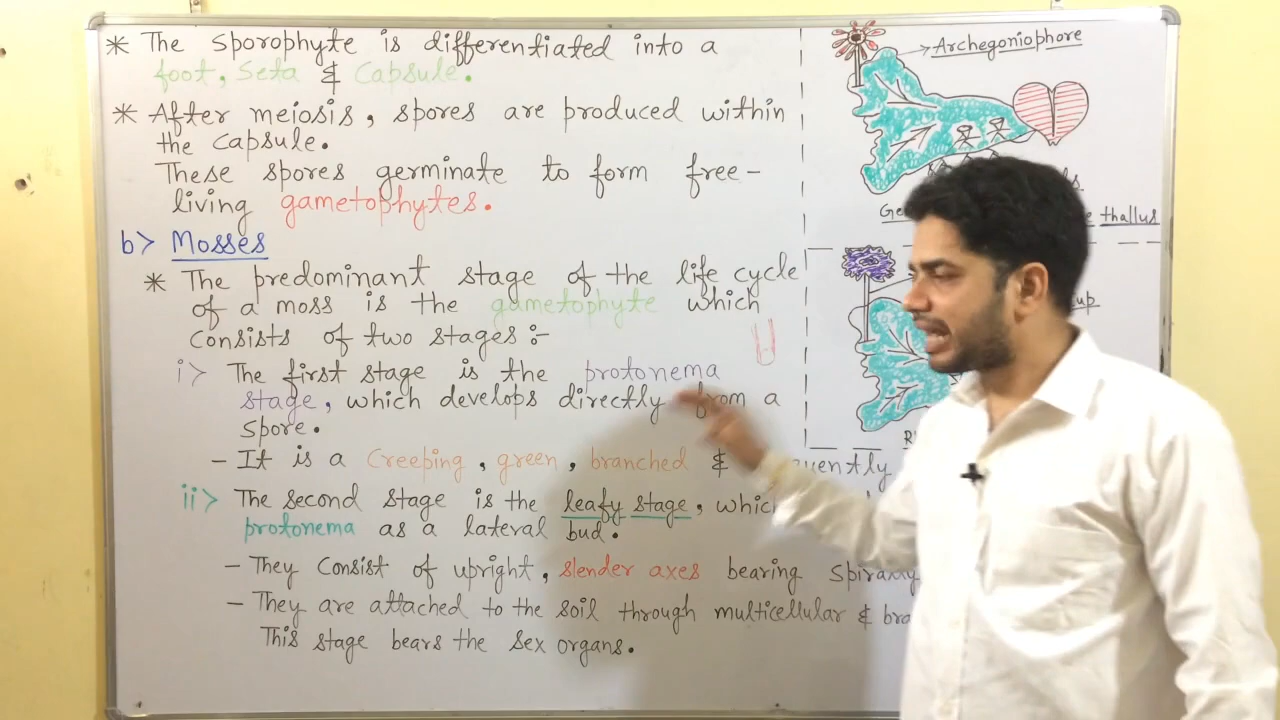 * The sporophyte is differentiated into a
foot, Seta & Capsule.
* After meiosis, spores are produced within
the capsule.
These spores germinate to form free-
living gametophytes.
b> Mosses
* The predominant stage of the life cycle
of a moss is the gametophyte which
consists of two stages :-
i> The first stage is the protonema
stage, which develops directly from a
spore.
- It is a Creeping, green, branched &
ii> The second stage is the leafy stage,
protonema as a lateral bud.
- They consist of upright, slender axes bearing
- They are attached to the soil through multicellular &
This stage bears the sex organs.
Archegoniophore
thallus